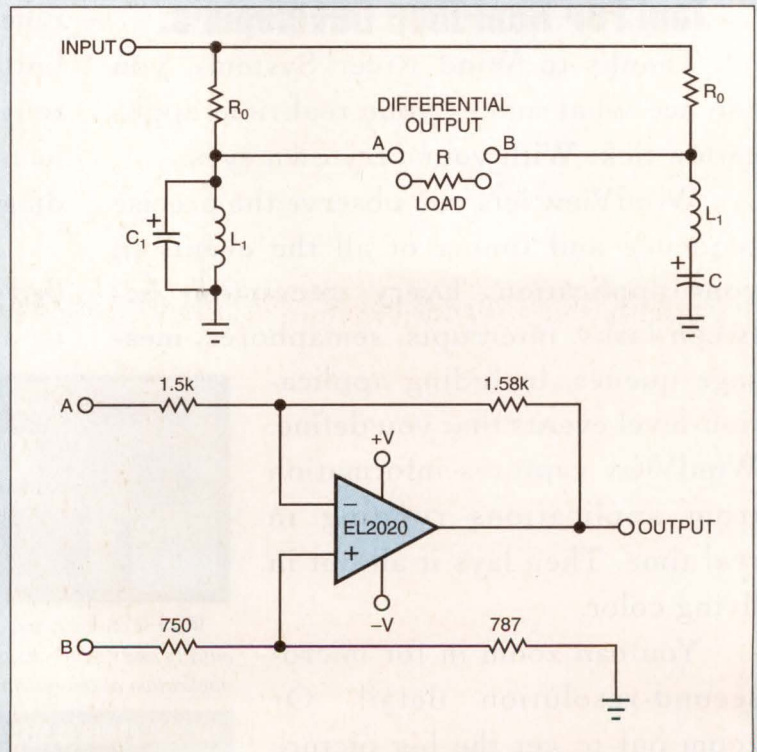 INPUT
R0
R0
DIFFERENTIAL
OUTPUT
A
B
R
LOAD
+
C1
L1
L1
+
C
1.5k
1.58k
A
+V
EL2020
+
OUTPUT
–V
750
787
B